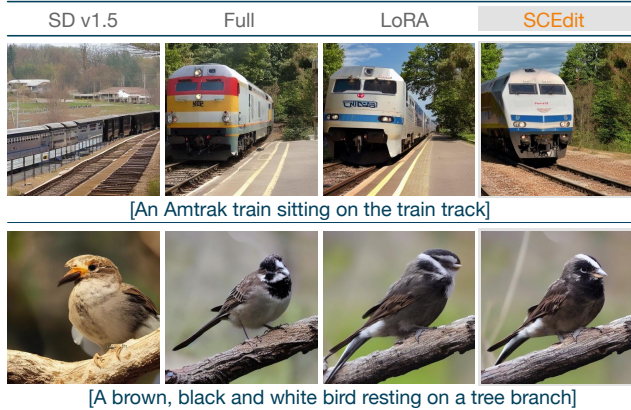 SD v1.5 Full LoRA SCEdit
[An Amtrak train sitting on the train track]
[A brown, black and white bird resting on a tree branch]